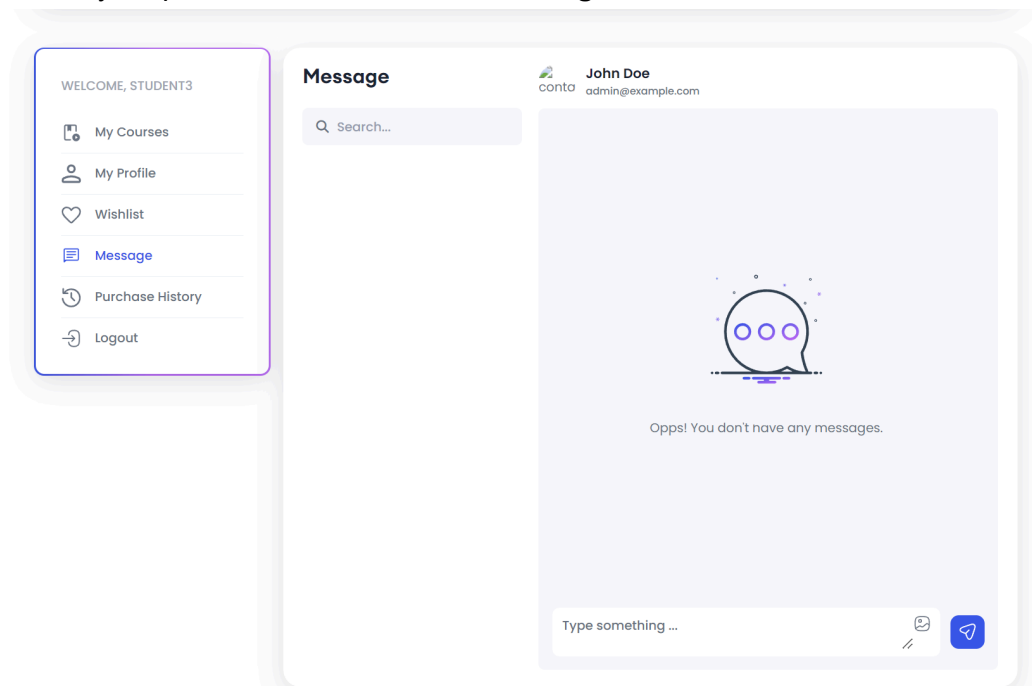 WELCOME, STUDENT3
My Courses
My Profile
Wishlist
Message
Purchase History
Logout
Message
Search...
conta
John Doe
admin@example.com
Opps! You don't nave any messages.
Type something ...